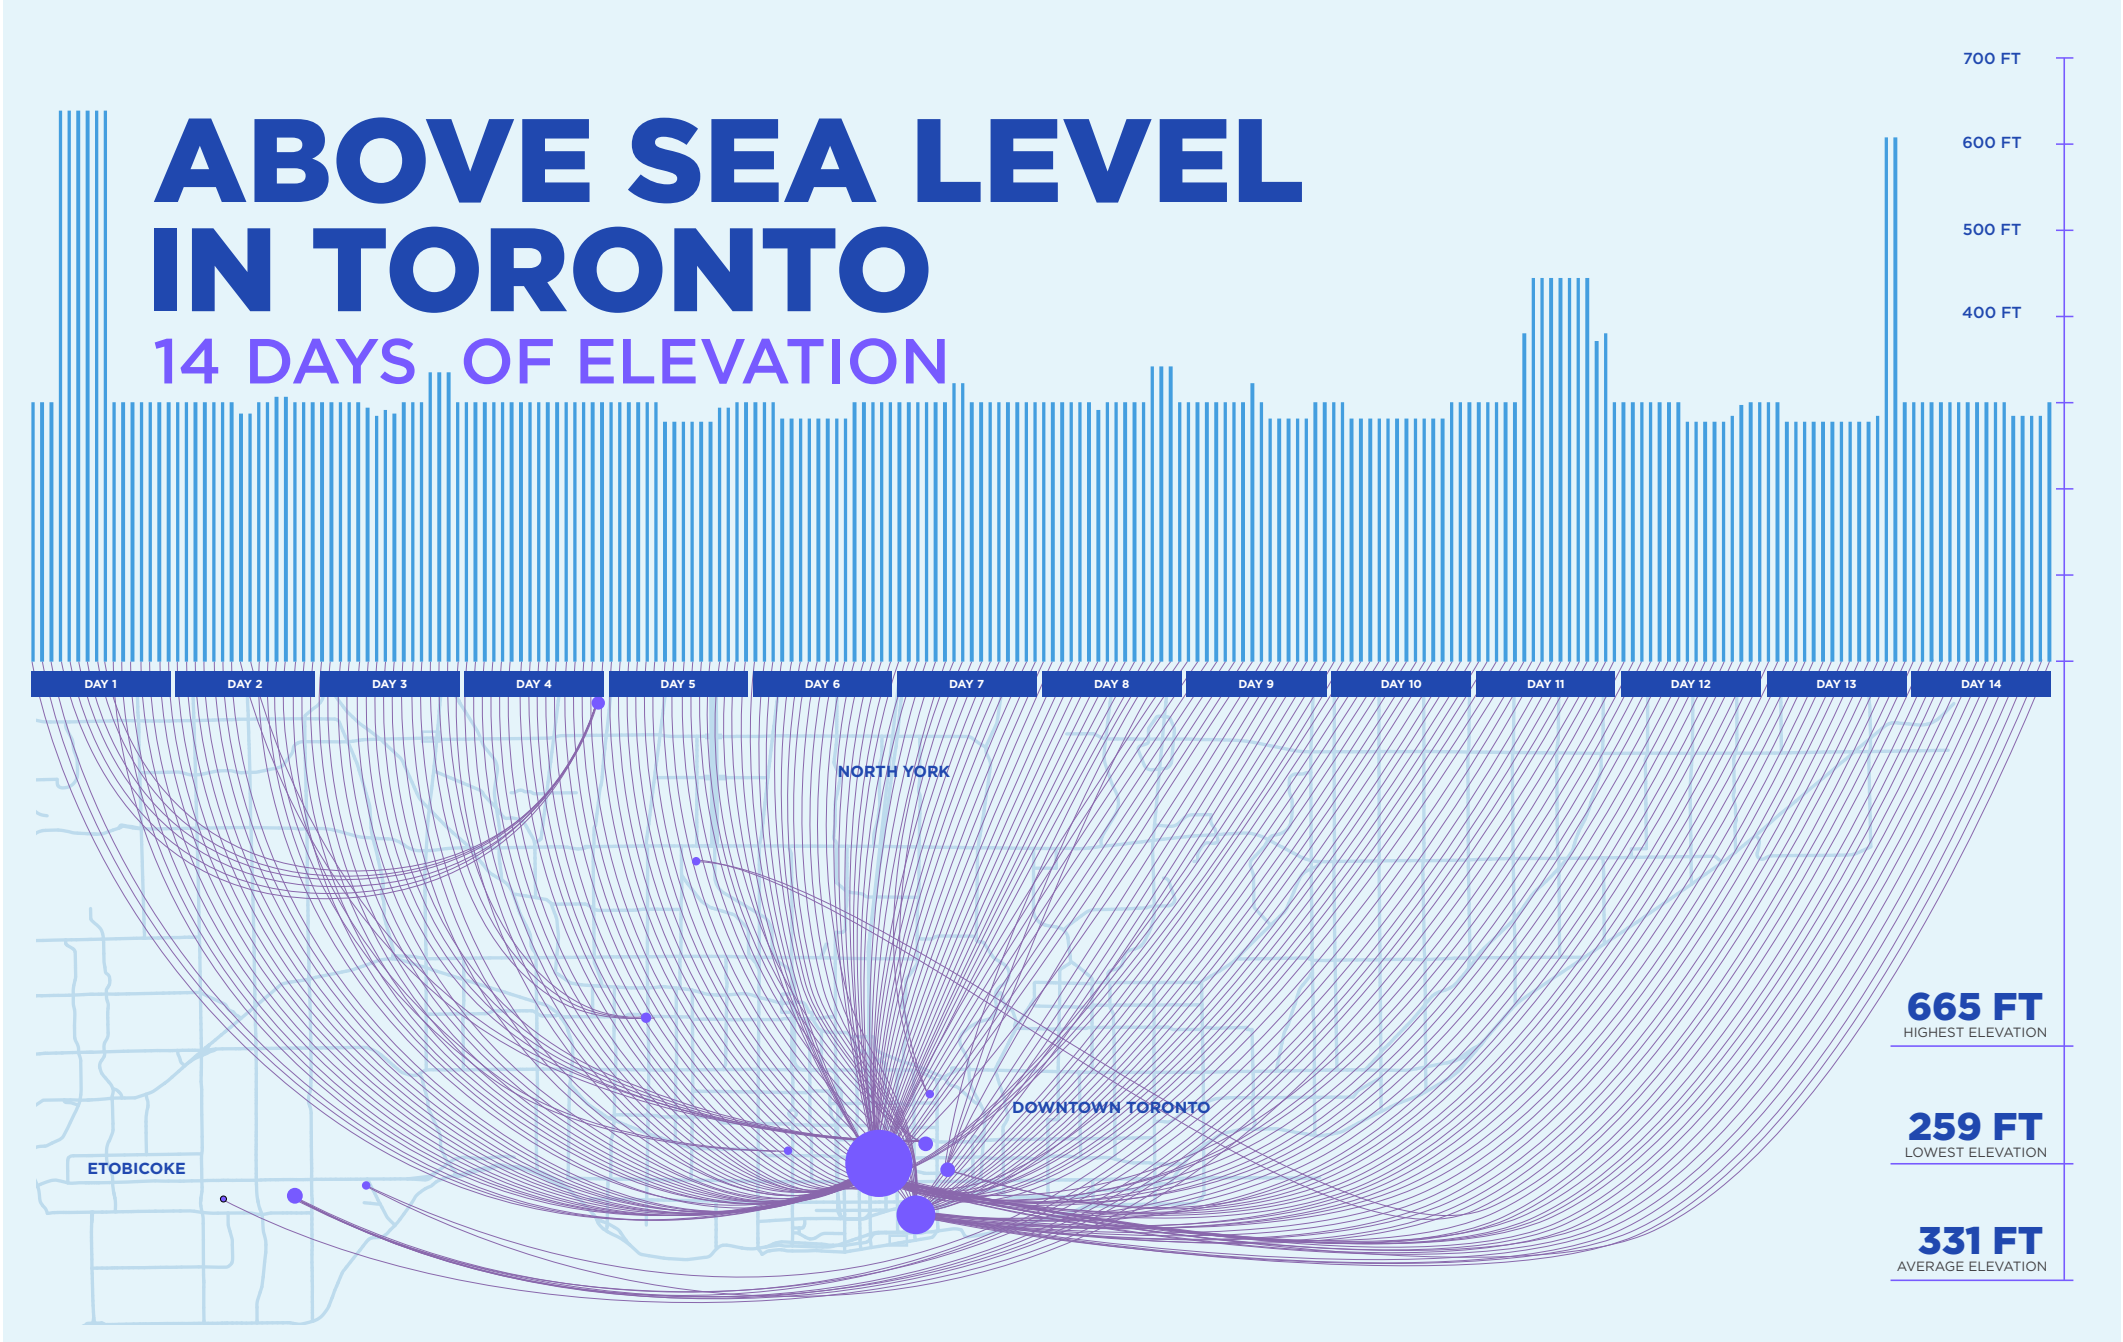 ABOVE SEA LEVEL
IN TORONTO
14 DAYS OF ELEVATION
700 FT
600 FT
500 FT
400 FT
DAY 1
DAY 2
DAY 3
DAY 4
DAY 5
DAY 6
DAY 7
DAY 8
DAY 9
DAY 10
DAY 11
DAY 12
DAY 13
DAY 14
NORTH YORK
DOWNTOWN TORONTO
ETOBICOKE
665 FT
HIGHEST ELEVATION
259 FT
LOWEST ELEVATION
331 FT
AVERAGE ELEVATION